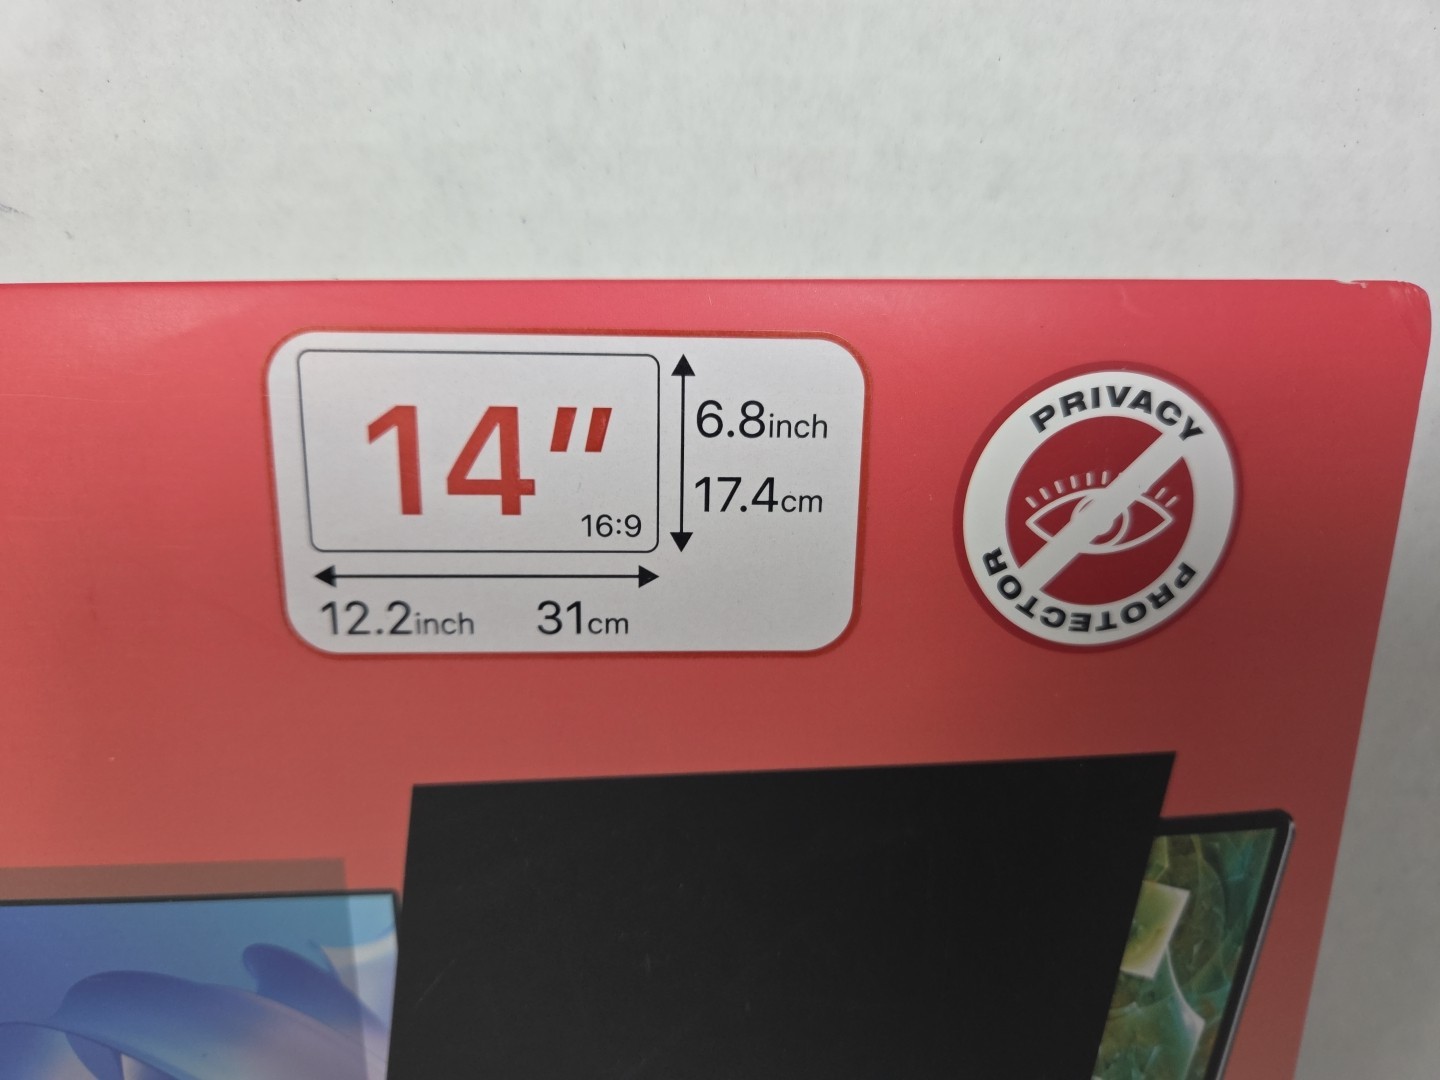 14"
16:9
6.8inch
17.4cm
12.2inch 31cm
PRIVACY
PROTECTOR